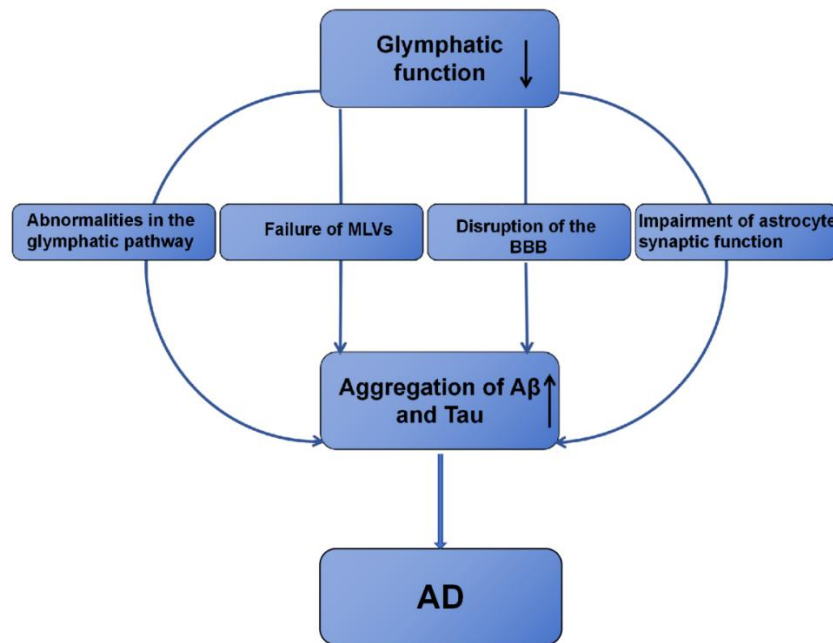 Glymphatic
function
Abnormalities in the
glymphatic pathway
Failure of MLVs
Disruption of the
BBB
Impairment of astrocyte
synaptic function
Aggregation of Aβ
and Tau
AD